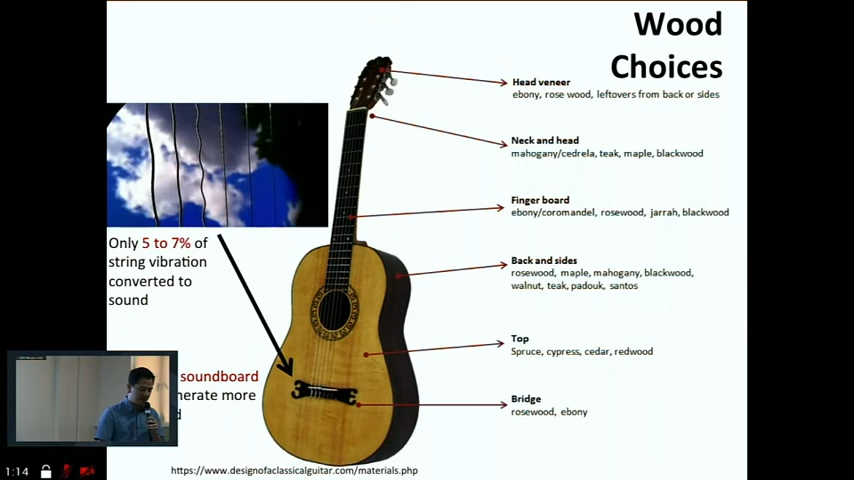 Wood
Choices
Head veneer
ebony, rose wood, leftovers from back or sides
Neck and head
mahogany/cedrela, teak, maple, blackwood
Finger board
ebony/coromandel, rosewood, jarrah, blackwood
Only 5 to 7% of
string vibration
converted to
sound
Back and sides
rosewood, maple, mahogany, blackwood,
walnut, teak, padouk, santos
Top
Spruce, cypress, cedar, redwood
soundboard
nerate more
d
Bridge
rosewood, ebony
https://www.designofaclassicalguitar.com/materials.php
1:14